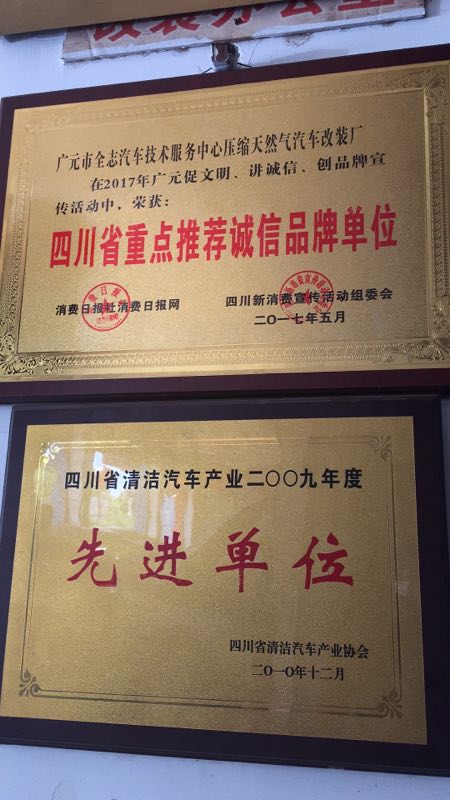 改装办公室
广元市全志汽车技术服务中心压缩天然气汽车改装厂
在2017年广元促文明、讲诚信、创品牌宣
传活动中，荣获：
四川省重点推荐诚信品牌单位
消费日报社消费日报网
四川新消费宣传活动组委会
二〇一七年五月
四川省清洁汽车产业二〇〇九年度
先进单位
四川省清洁汽车产业协会
二〇一〇年十二月